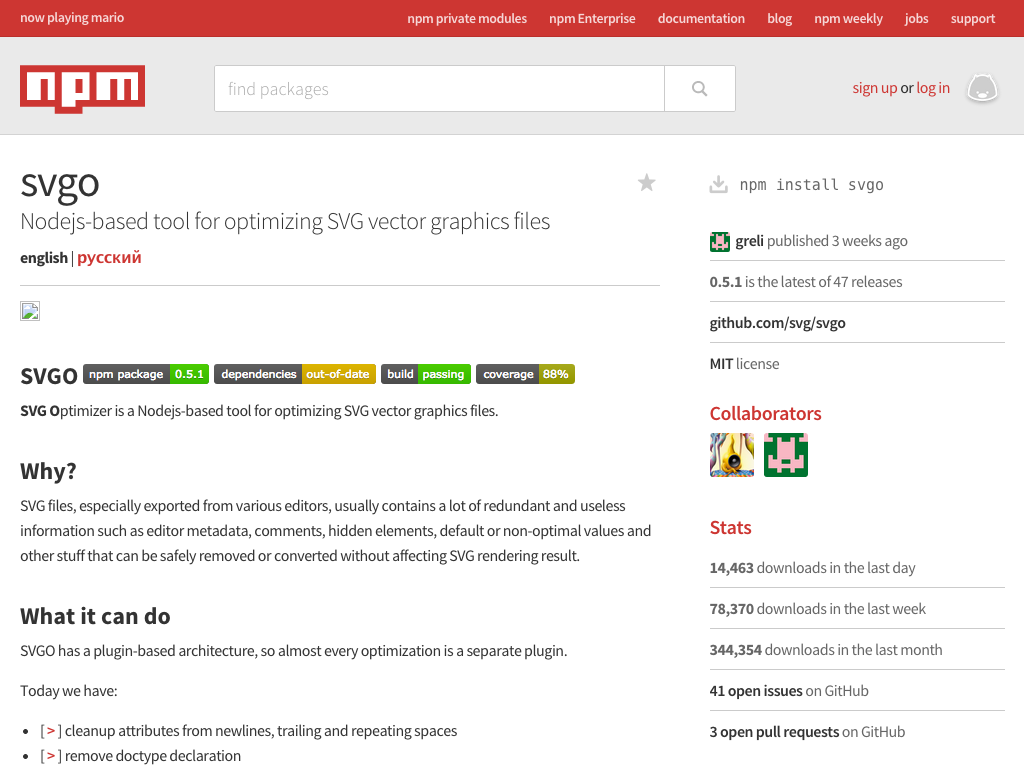 now playing mario
npm private modules npm Enterprise documentation blog npm weekly jobs support
npm
find packages
sign up or log in
svgo
Nodejs-based tool for optimizing SVG vector graphics files
english | русский
SVGO npm package 0.5.1 dependencies out-of-date build passing coverage 88%
SVG Optimizer is a Nodejs-based tool for optimizing SVG vector graphics files.
Why?
SVG files, especially exported from various editors, usually contains a lot of redundant and useless
information such as editor metadata, comments, hidden elements, default or non-optimal values and
other stuff that can be safely removed or converted without affecting SVG rendering result.
What it can do
SVGO has a plugin-based architecture, so almost every optimization is a separate plugin.
Today we have:
• [ > ] cleanup attributes from newlines, trailing and repeating spaces
• [ > ] remove doctype declaration
npm install svgo
greli published 3 weeks ago
0.5.1 is the latest of 47 releases
github.com/svg/svgo
MIT license
Collaborators
Stats
14,463 downloads in the last day
78,370 downloads in the last week
344,354 downloads in the last month
41 open issues on GitHub
3 open pull requests on GitHub